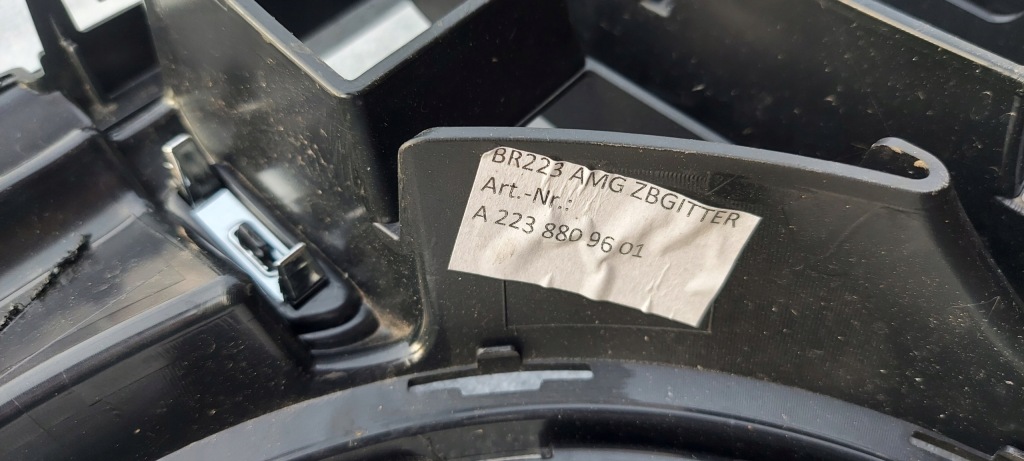 BR223 AMG ZBGITTER
Art.-Nr.:
A 223 880 96 01